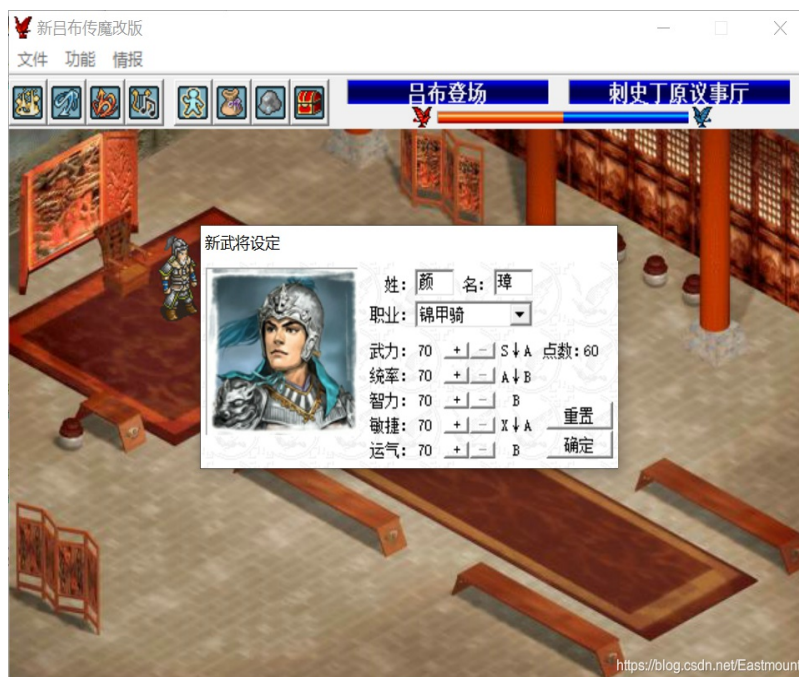 新吕布传魔改版
文件 功能 情报
吕布登场 刺史丁原议事厅
新武将设定
姓: 颜 名: 璋
职业: 锦甲骑
武力: 70 + - S↓A 点数:60
统率: 70 + - A↓B
智力: 70 + - B
敏捷: 70 + - X↓A
运气: 70 + - B
重置
确定
https://blog.csdn.net/Eastmount